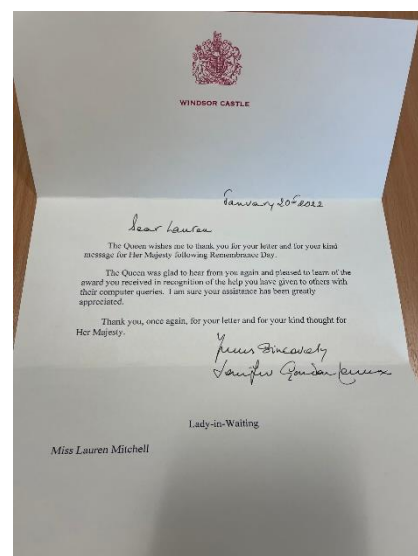 WINDSOR CASTLE
January 20th 2022
Dear Lauren
The Queen wishes me to thank you for your letter and for your kind
message for Her Majesty following Remembrance Day.
The Queen was glad to hear from you again and pleased to learn of the
award you received in recognition of the help you have given to others with
their computer queries. I am sure your assistance has been greatly
appreciated.
Thank you, once again, for your letter and for your kind thought for
Her Majesty.
Yours Sincerely
Jennifer Gordon Lennox
Lady-in-Waiting
Miss Lauren Mitchell